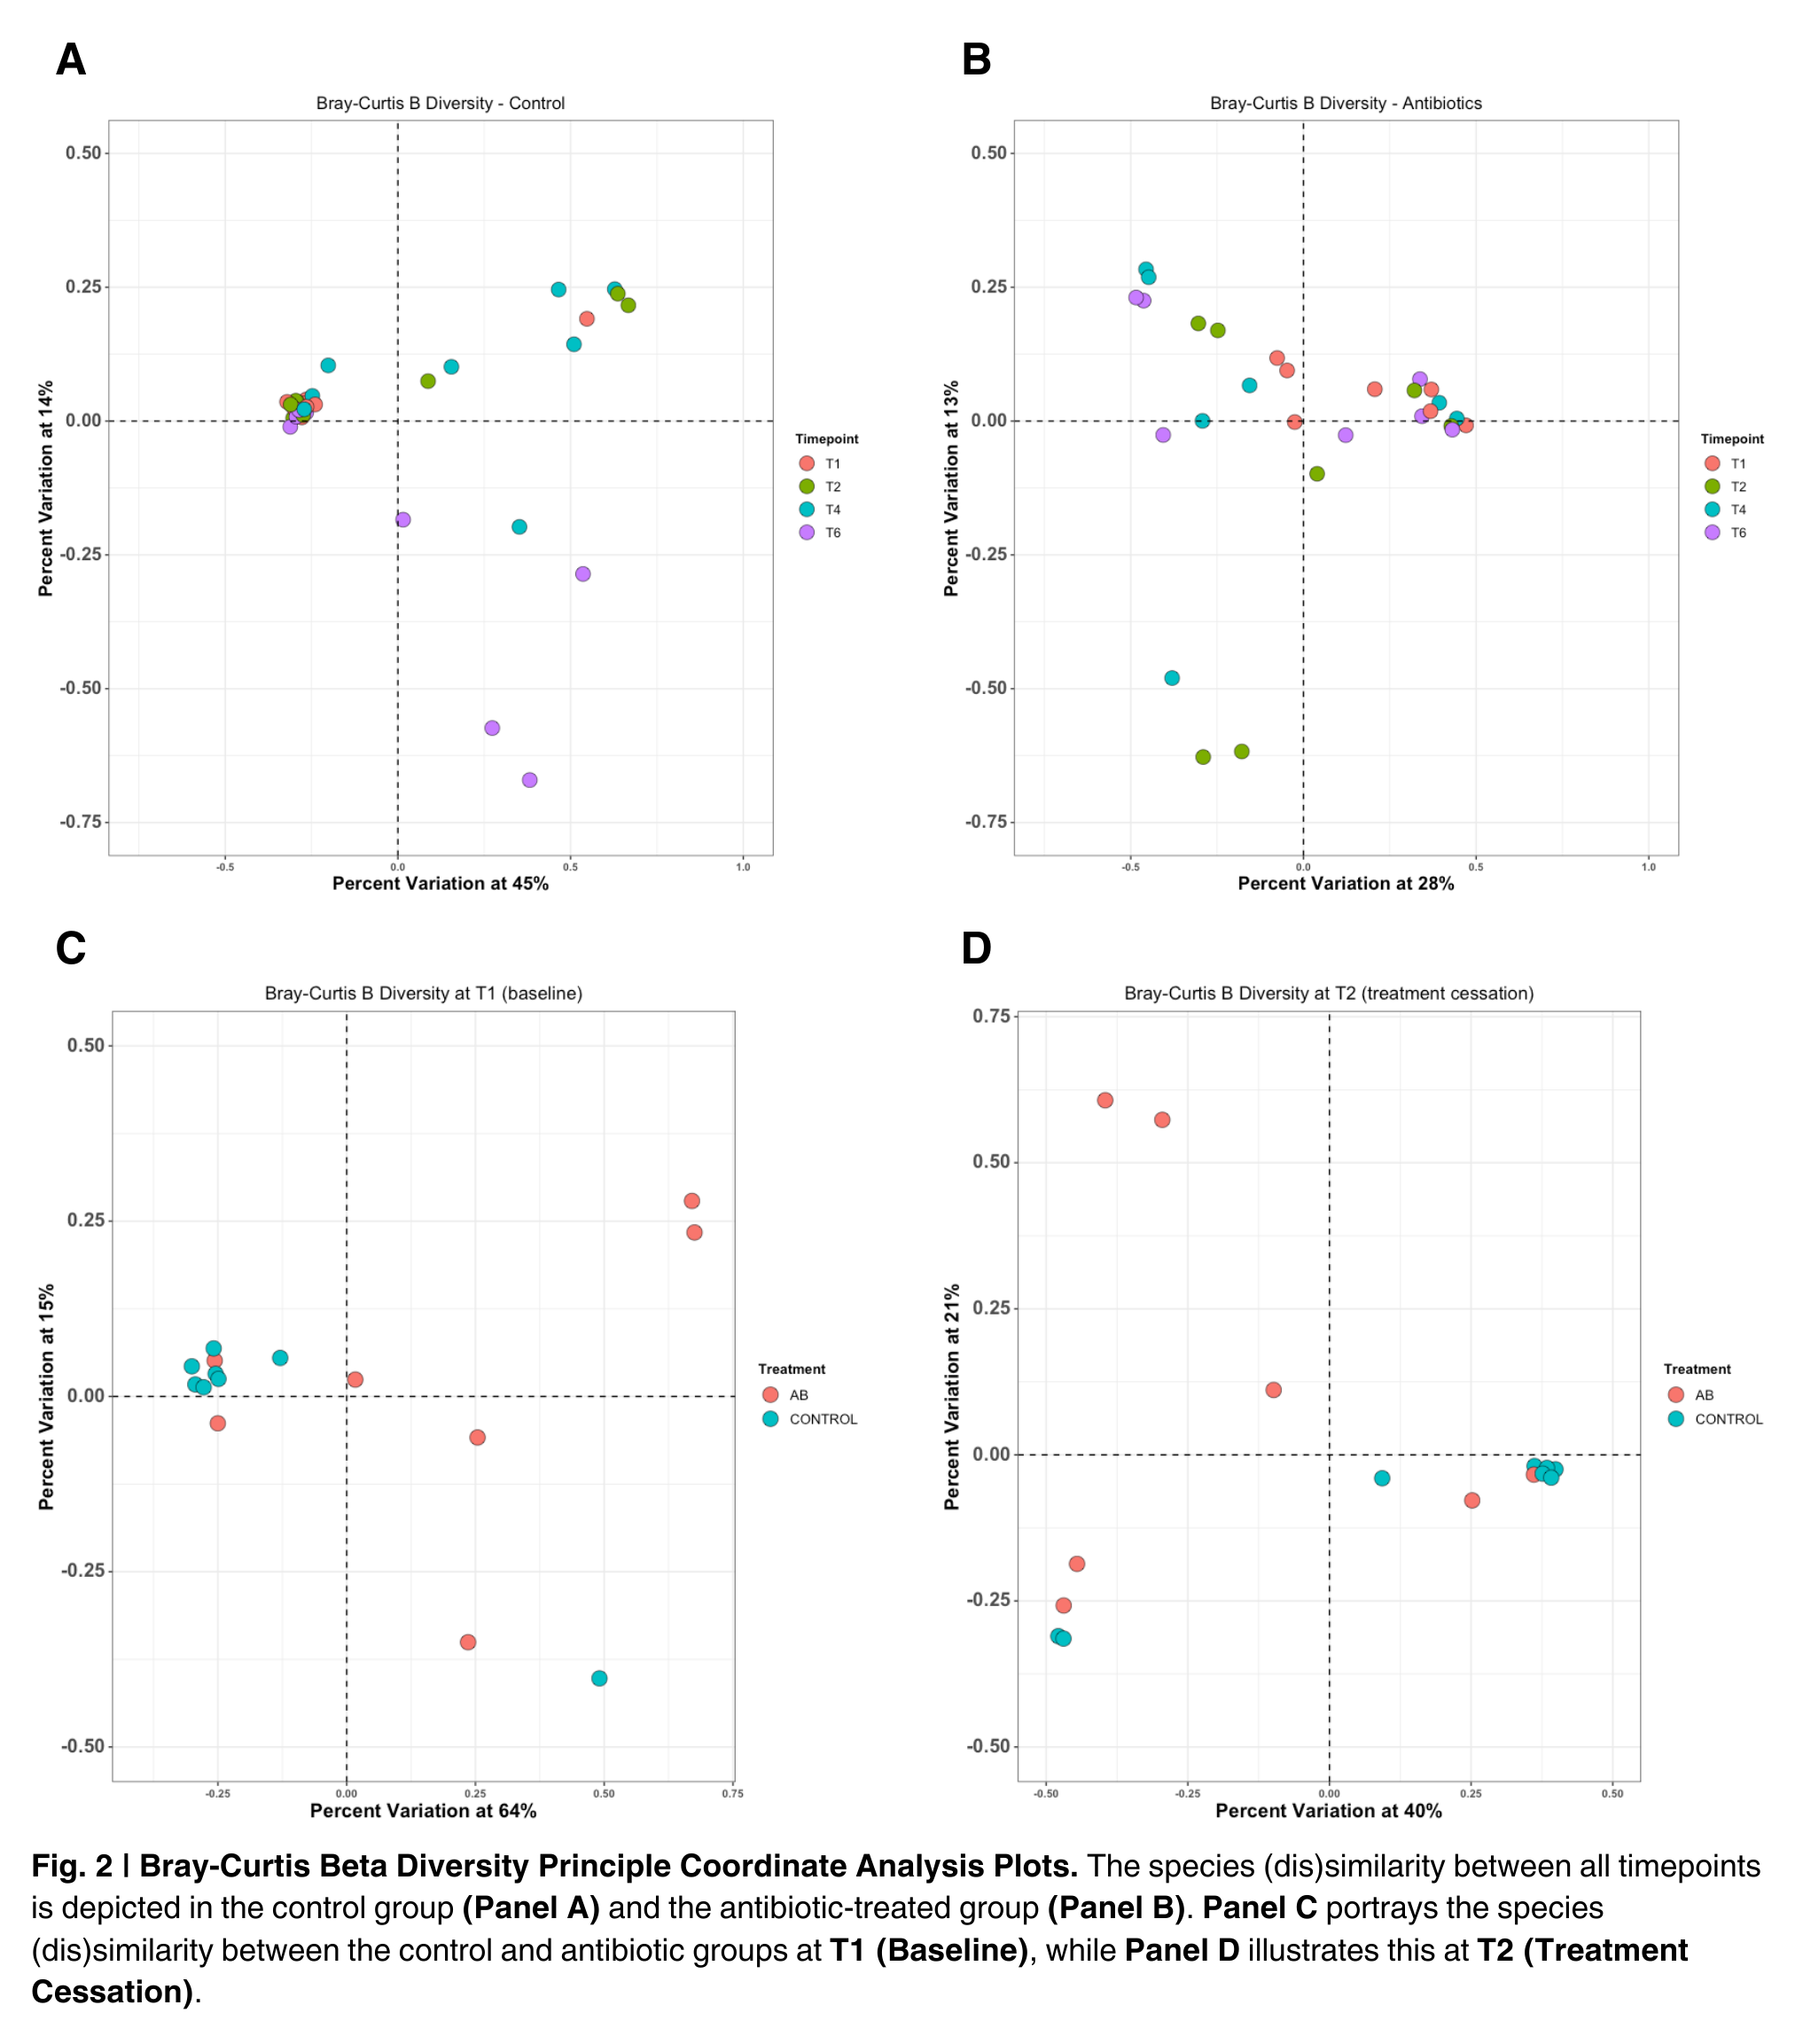 A
Bray-Curtis B Diversity - Control
0.50
0.25
0.00
-0.25
-0.50
-0.75
Percent Variation at 14%
-0.5
0.0
0.5
1.0
Percent Variation at 45%
Timepoint
T1
T2
T4
T6
B
Bray-Curtis B Diversity - Antibiotics
0.50
0.25
0.00
-0.25
-0.50
-0.75
Percent Variation at 13%
-0.5
0.0
0.5
1.0
Percent Variation at 28%
Timepoint
T1
T2
T4
T6
C
Bray-Curtis B Diversity at T1 (baseline)
0.50
0.25
0.00
-0.25
-0.50
Percent Variation at 15%
-0.25
0.00
0.25
0.50
0.75
Percent Variation at 64%
Treatment
AB
CONTROL
D
Bray-Curtis B Diversity at T2 (treatment cessation)
0.75
0.50
0.25
0.00
-0.25
-0.50
Percent Variation at 21%
-0.50
-0.25
0.00
0.25
0.50
Percent Variation at 40%
Treatment
AB
CONTROL
Fig. 2 | Bray-Curtis Beta Diversity Principle Coordinate Analysis Plots. The species (dis)similarity between all timepoints
is depicted in the control group (Panel A) and the antibiotic-treated group (Panel B). Panel C portrays the species
(dis)similarity between the control and antibiotic groups at T1 (Baseline), while Panel D illustrates this at T2 (Treatment
Cessation).